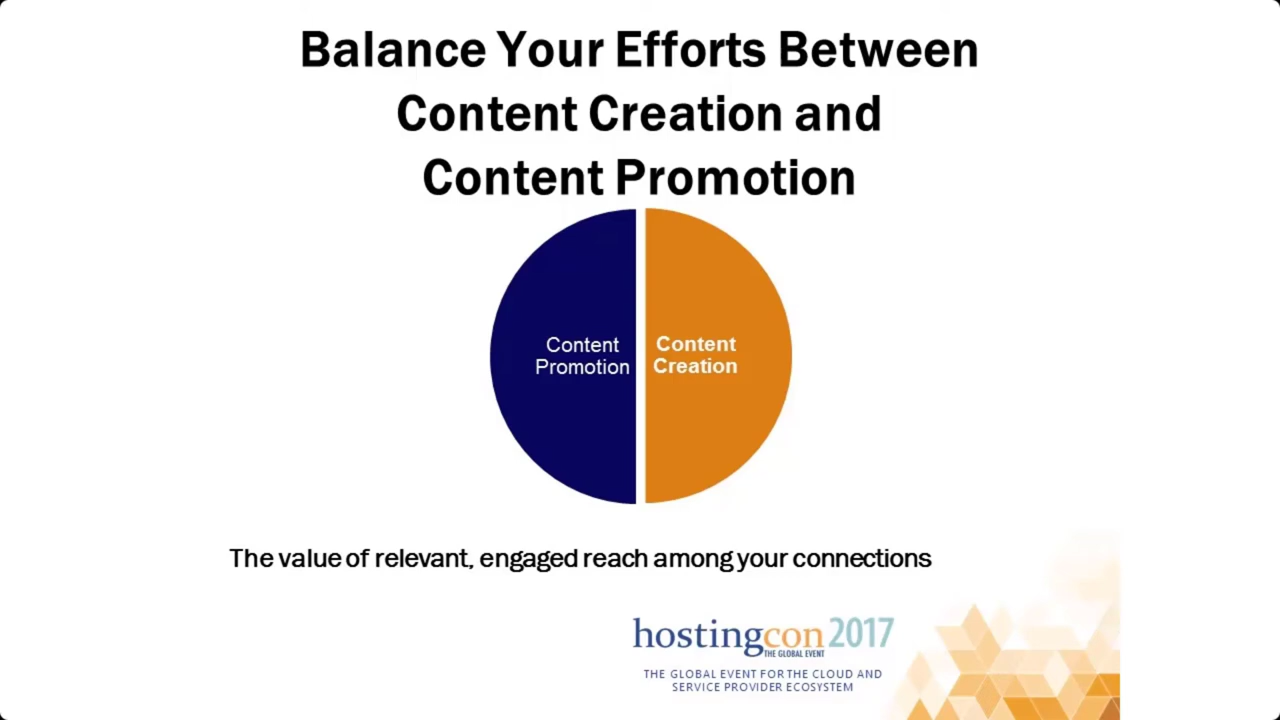 Balance Your Efforts Between
Content Creation and
Content Promotion
Content
Promotion
Content
Creation
The value of relevant, engaged reach among your connections
hostingcon 2017
THE GLOBAL EVENT
THE GLOBAL EVENT FOR THE CLOUD AND
SERVICE PROVIDER ECOSYSTEM